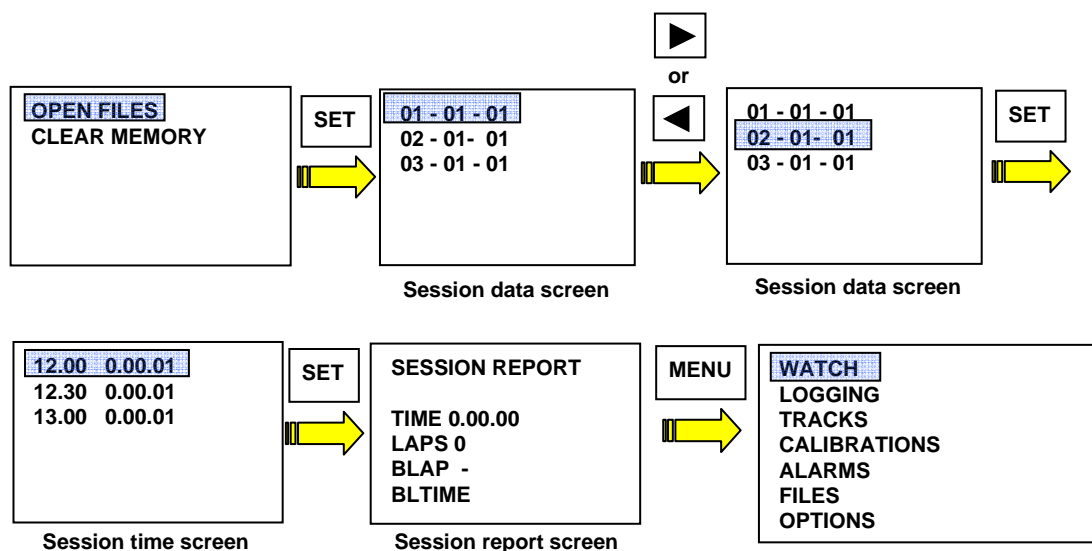 or
OPEN FILES
CLEAR MEMORY
SET
01 - 01 - 01
02 - 01-  01
03 - 01 - 01
Session data screen
01 - 01 - 01
02 - 01-  01
03 - 01 - 01
Session data screen
SET
12.00   0.00.01
12.30   0.00.01
13.00   0.00.01
Session time screen
SET
SESSION REPORT
TIME 0.00.00
LAPS 0
BLAP  -
BLTIME
Session report screen
MENU
WATCH
LOGGING
TRACKS
CALIBRATIONS
ALARMS
FILES
OPTIONS